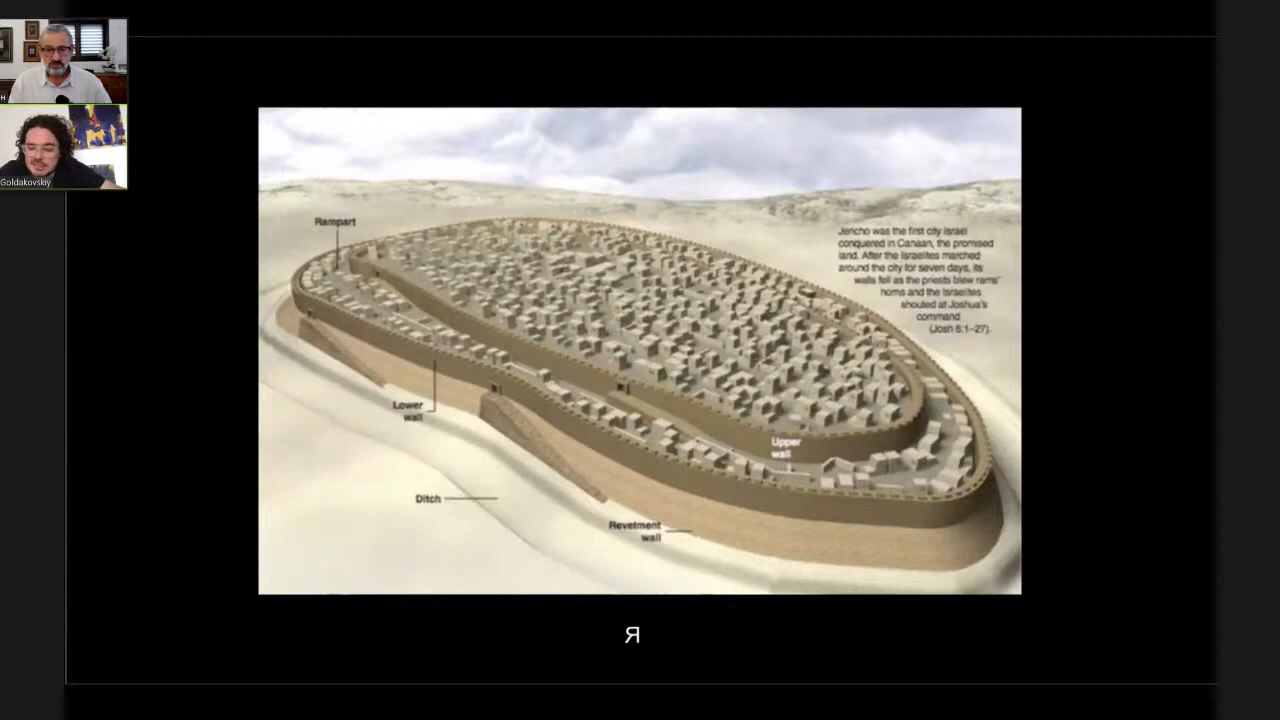 H
Goldakovskiy
Rampart
Jericho was the first city Israel
conquered in Canaan, the promised
land. After the Israelites marched
around the city for seven days, its
walls fell as the priests blew rams'
horns and the Israelites
shouted at Joshua's
command
(Josh 6:1–27).
Lower
wall
Upper
wall
Ditch
Revetment
wall
Я